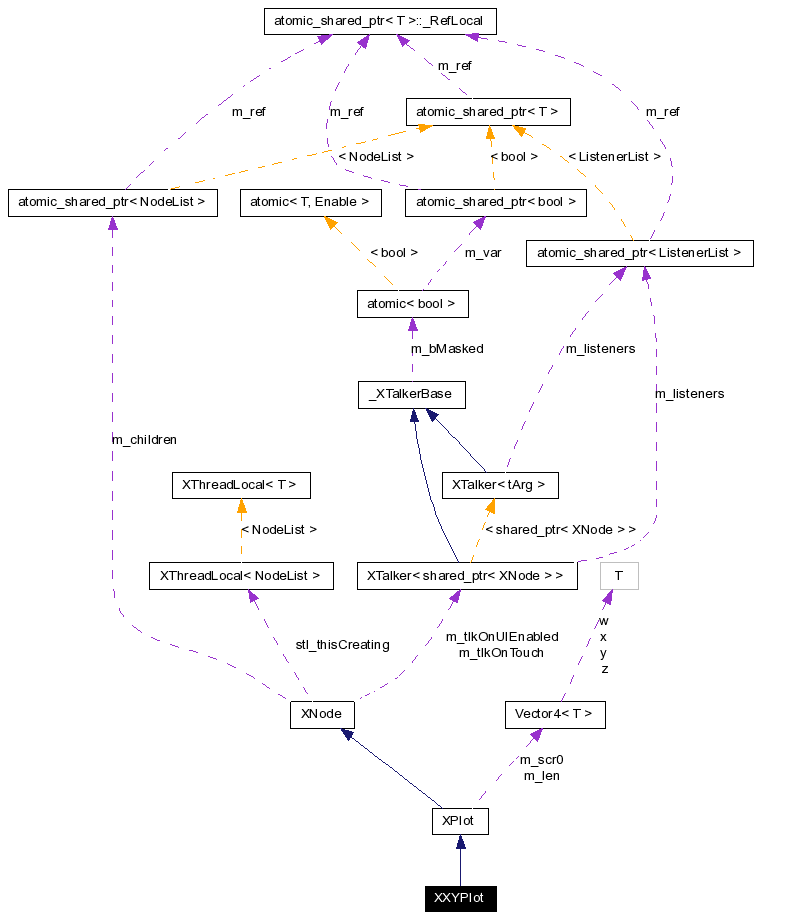 atomic_shared_ptr< T >::_RefLocal
m_ref
atomic_shared_ptr< T >
m_ref
m_ref
m_ref
< NodeList >
< bool >
< ListenerList >
atomic_shared_ptr< NodeList >
atomic< T, Enable >
atomic_shared_ptr< bool >
< bool >
m_var
atomic_shared_ptr< ListenerList >
atomic< bool >
m_bMasked
m_listeners
_XTalkerBase
m_listeners
m_children
XThreadLocal< T >
XTalker< tArg >
< NodeList >
< shared_ptr< XNode > >
XThreadLocal< NodeList >
XTalker< shared_ptr< XNode > >
T
stl_thisCreating
m_tlkOnUIEnabled
m_tlkOnTouch
w
x
y
z
XNode
Vector4< T >
m_scr0
m_len
XPlot
XXYPlot